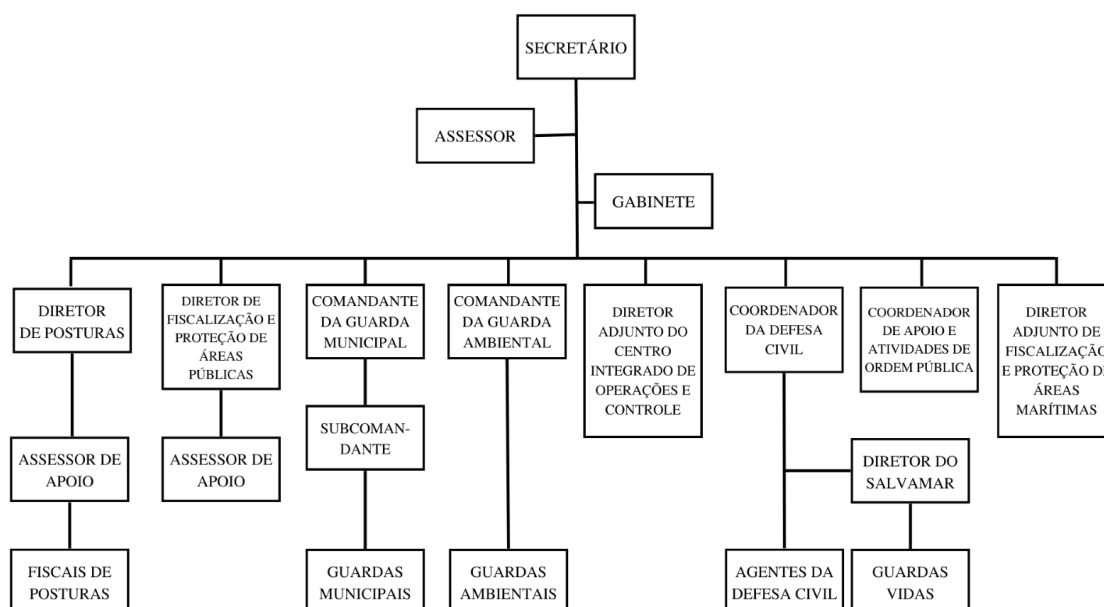 SECRETÁRIO
ASSESSOR
GABINETE
DIRETOR
DE POSTURAS
DIRETOR DE
FISCALIZAÇÃO E
PROTEÇÃO DE
ÁREAS
PÚBLICAS
COMANDANTE
DA GUARDA
MUNICIPAL
COMANDANTE
DA GUARDA
AMBIENTAL
DIRETOR
ADJUNTO DO
CENTRO
INTEGRADO DE
OPERAÇÕES E
CONTROLE
COORDENADOR
DA DEFESA
CIVIL
COORDENADOR
DE APOIO E
ATIVIDADES DE
ORDEM PÚBLICA
DIRETOR
ADJUNTO DE
FISCALIZAÇÃO
E PROTEÇÃO DE
ÁREAS
MARÍTIMAS
SUBCOMAN-
DANTE
ASSESSOR DE
APOIO
ASSESSOR DE
APOIO
DIRETOR DO
SALVAMAR
FISCAIS DE
POSTURAS
GUARDAS
MUNICIPAIS
GUARDAS
AMBIENTAIS
AGENTES DA
DEFESA CIVIL
GUARDAS
VIDAS